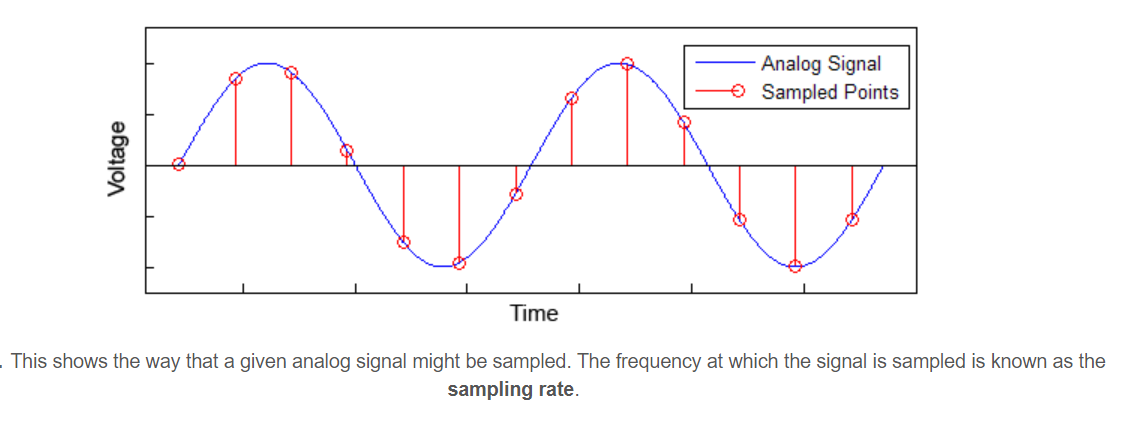 Analog Signal
Sampled Points
Voltage
Time
. This shows the way that a given analog signal might be sampled. The frequency at which the signal is sampled is known as the
sampling rate.